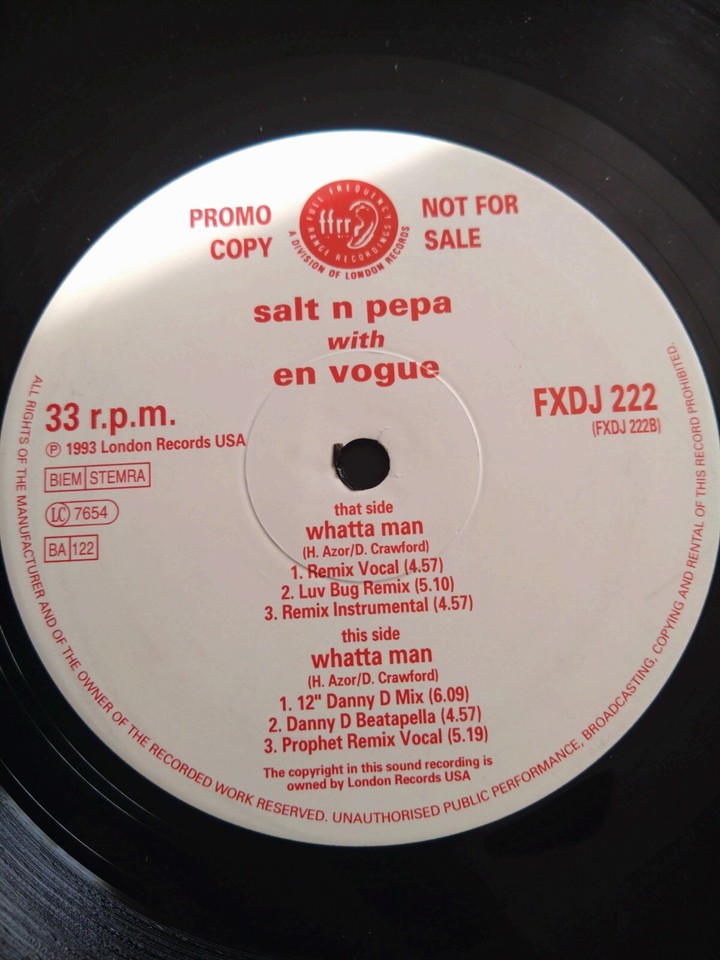 PROMO COPY
FULL FREQUENCY RANGE RECORDINGS
ffrr
A DIVISION OF LONDON RECORDS
NOT FOR SALE
salt n pepa
with
en vogue
33 r.p.m.
℗ 1993 London Records USA
BIEM STEMRA
LC 7654
BA 122
FXDJ 222
(FXDJ 222B)
that side
whatta man
(H. Azor/D. Crawford)
1. Remix Vocal (4.57)
2. Luv Bug Remix (5.10)
3. Remix Instrumental (4.57)
this side
whatta man
(H. Azor/D. Crawford)
1. 12" Danny D Mix (6.09)
2. Danny D Beatapella (4.57)
3. Prophet Remix Vocal (5.19)
The copyright in this sound recording is
owned by London Records USA
ALL RIGHTS OF THE MANUFACTURER AND OF THE OWNER OF THE RECORDED WORK RESERVED. UNAUTHORISED PUBLIC PERFORMANCE, BROADCASTING, COPYING AND RENTAL OF THIS RECORD PROHIBITED.